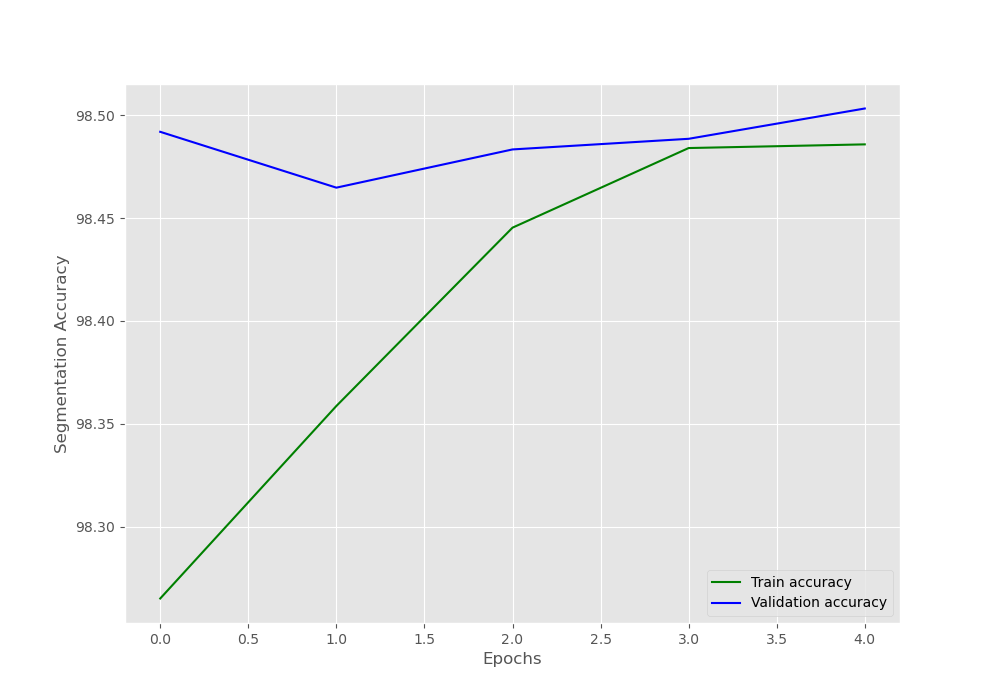 98.50
98.45
98.40
98.35
98.30
Segmentation Accuracy
0.0 0.5 1.0 1.5 2.0 2.5 3.0 3.5 4.0
Epochs
Train accuracy
Validation accuracy